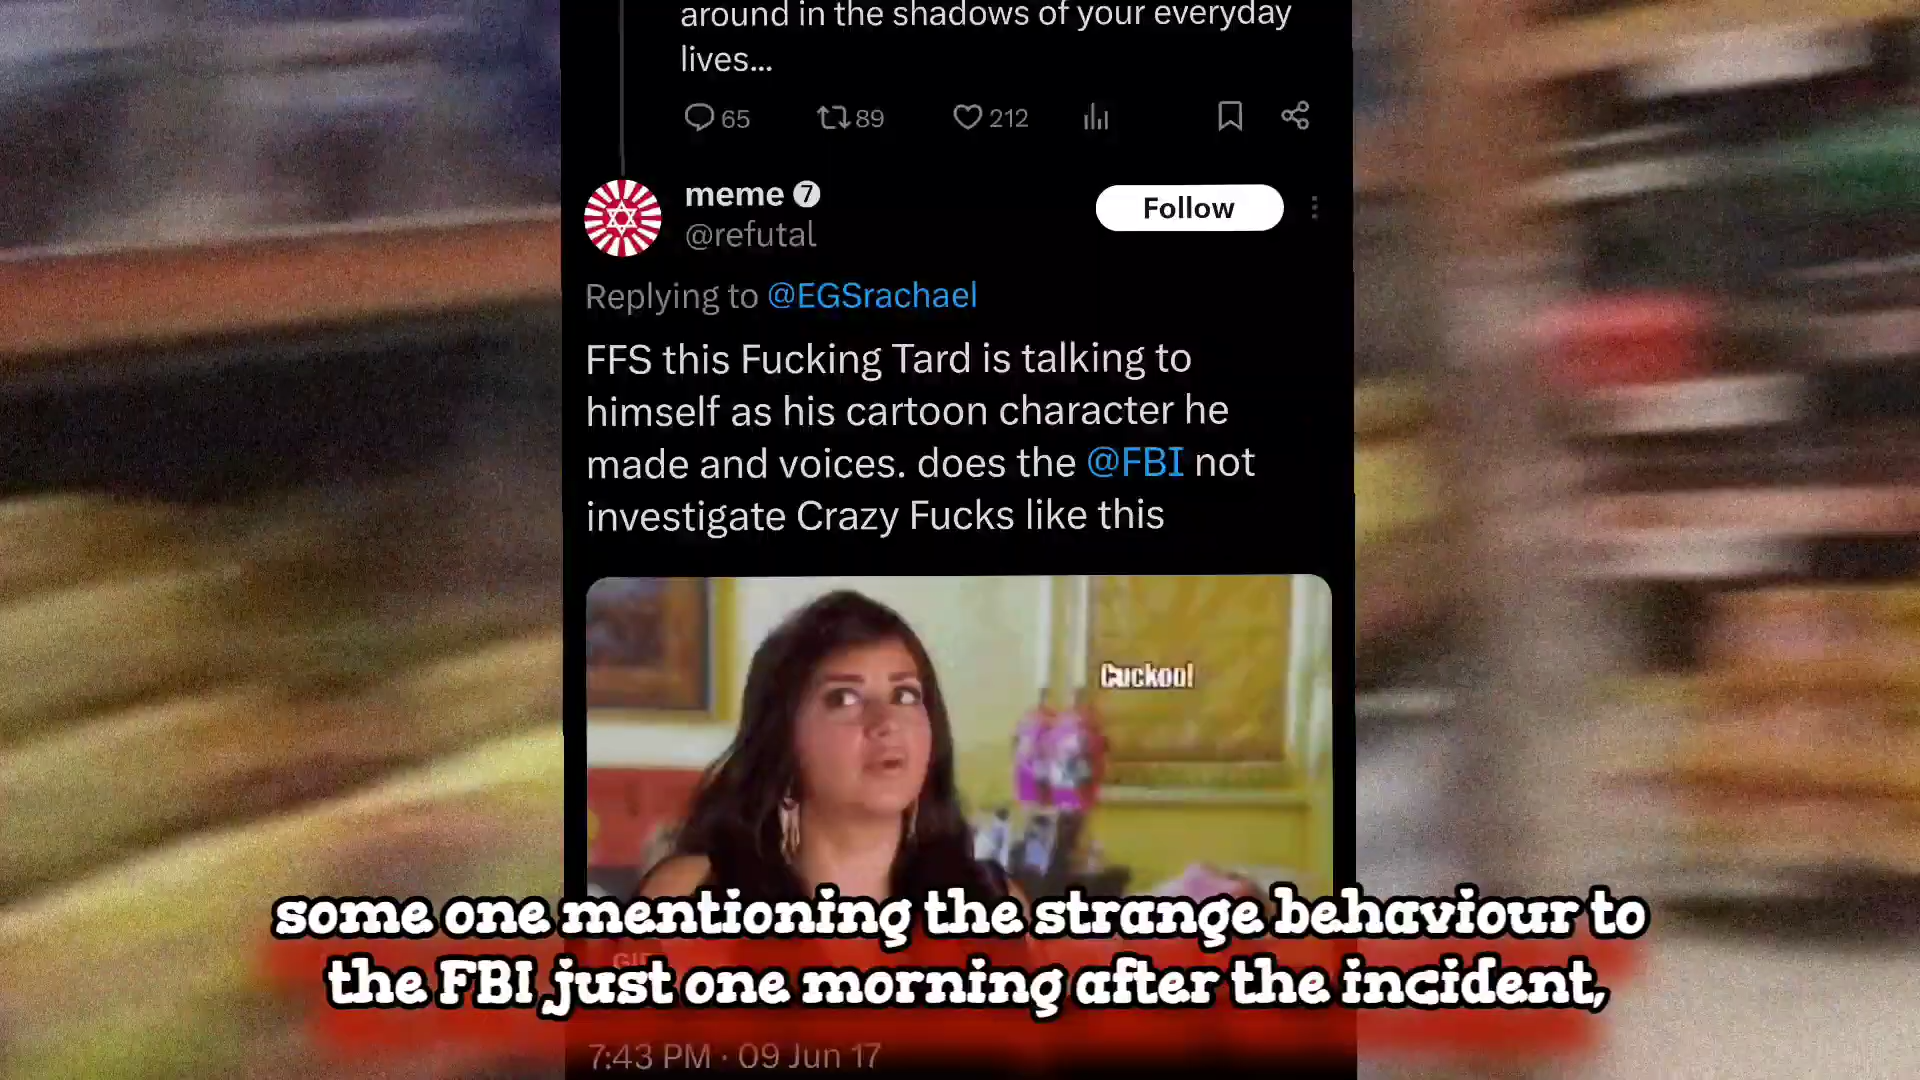 around in the shadows of your everyday
lives...
65 89 212
meme 7
@refutal
Follow
Replying to @EGSrachael
FFS this Fucking Tard is talking to
himself as his cartoon character he
made and voices. does the @FBI not
investigate Crazy Fucks like this
Cuckoo!
some one mentioning the strange behaviour to
GIF
the FBI just one morning after the incident,
7:43 PM · 09 Jun 17